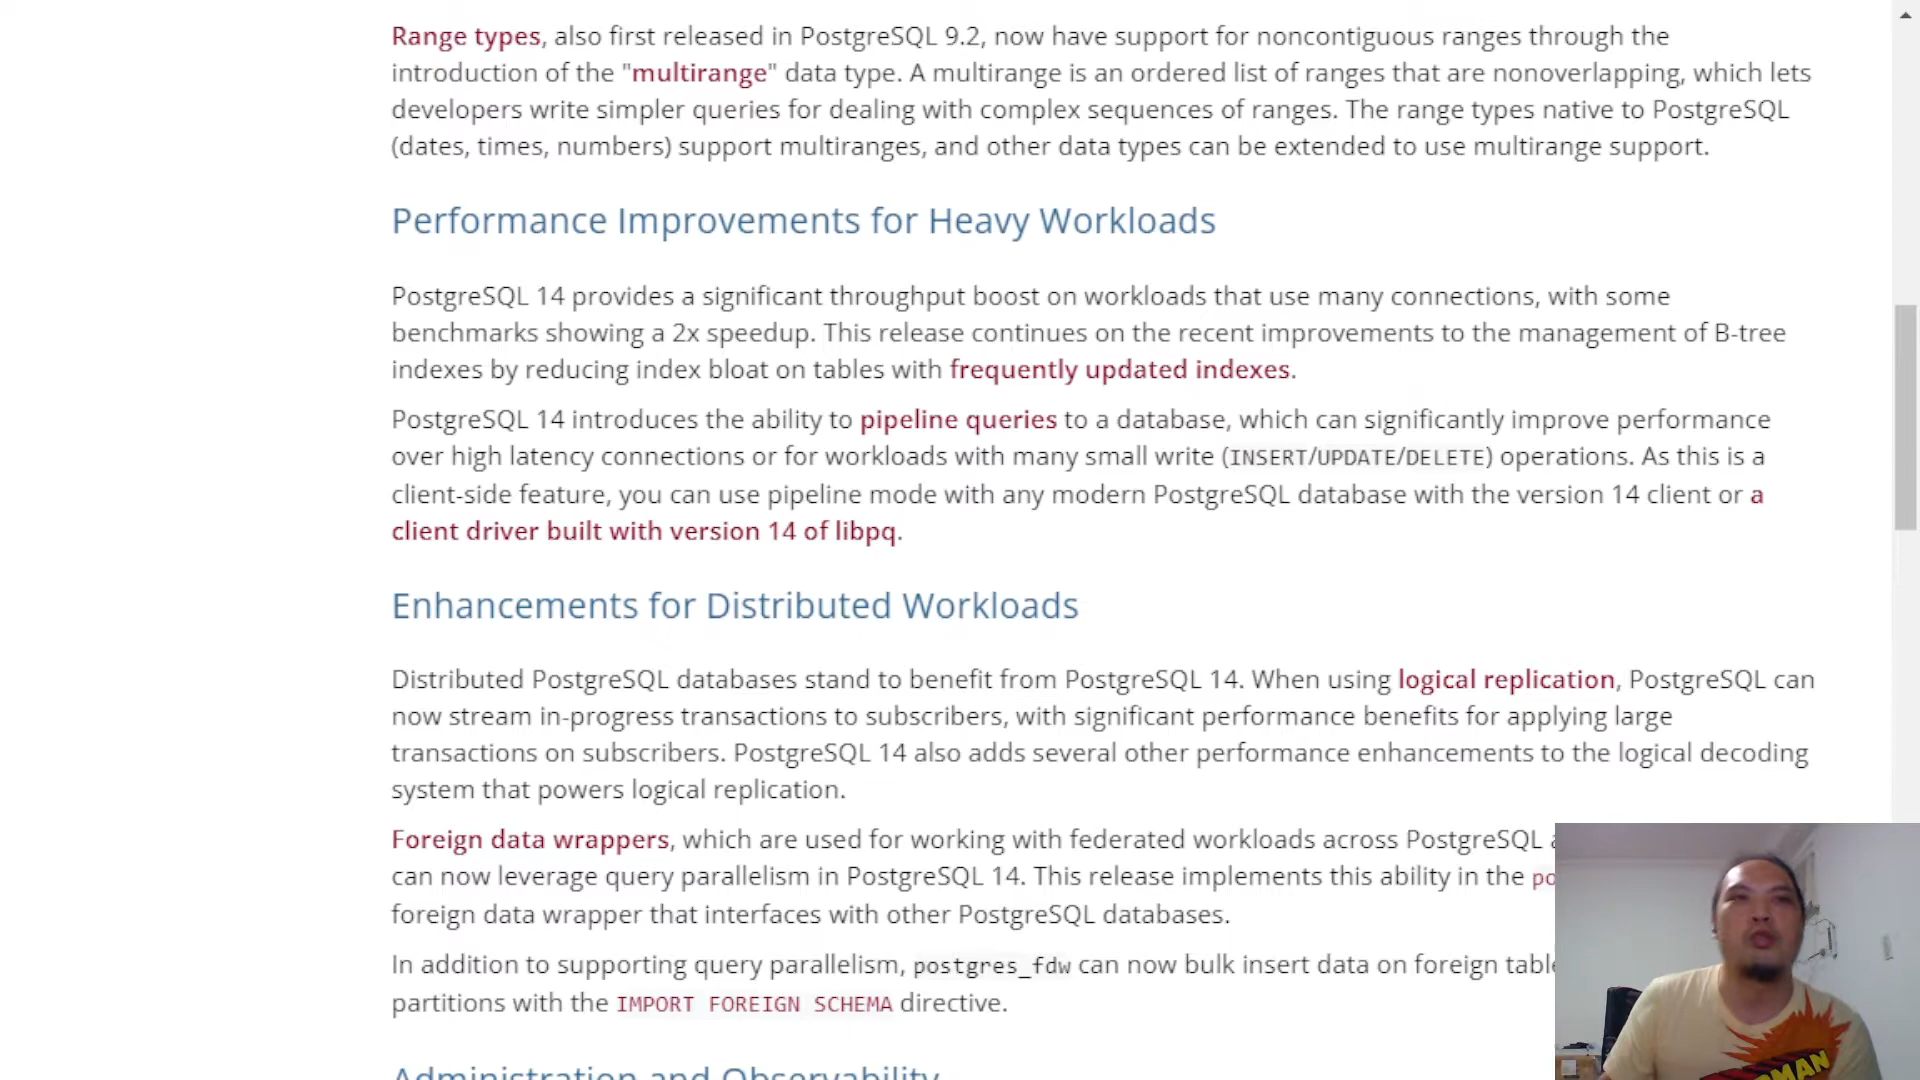 Range types, also first released in PostgreSQL 9.2, now have support for noncontiguous ranges through the
introduction of the "multirange" data type. A multirange is an ordered list of ranges that are nonoverlapping, which lets
developers write simpler queries for dealing with complex sequences of ranges. The range types native to PostgreSQL
(dates, times, numbers) support multiranges, and other data types can be extended to use multirange support.
Performance Improvements for Heavy Workloads
PostgreSQL 14 provides a significant throughput boost on workloads that use many connections, with some
benchmarks showing a 2x speedup. This release continues on the recent improvements to the management of B-tree
indexes by reducing index bloat on tables with frequently updated indexes.
PostgreSQL 14 introduces the ability to pipeline queries to a database, which can significantly improve performance
over high latency connections or for workloads with many small write (INSERT/UPDATE/DELETE) operations. As this is a
client-side feature, you can use pipeline mode with any modern PostgreSQL database with the version 14 client or a
client driver built with version 14 of libpq.
Enhancements for Distributed Workloads
Distributed PostgreSQL databases stand to benefit from PostgreSQL 14. When using logical replication, PostgreSQL can
now stream in-progress transactions to subscribers, with significant performance benefits for applying large
transactions on subscribers. PostgreSQL 14 also adds several other performance enhancements to the logical decoding
system that powers logical replication.
Foreign data wrappers, which are used for working with federated workloads across PostgreSQL
can now leverage query parallelism in PostgreSQL 14. This release implements this ability in the po
foreign data wrapper that interfaces with other PostgreSQL databases.
In addition to supporting query parallelism, postgres_fdw can now bulk insert data on foreign table
partitions with the IMPORT FOREIGN SCHEMA directive.
Administration and Observability